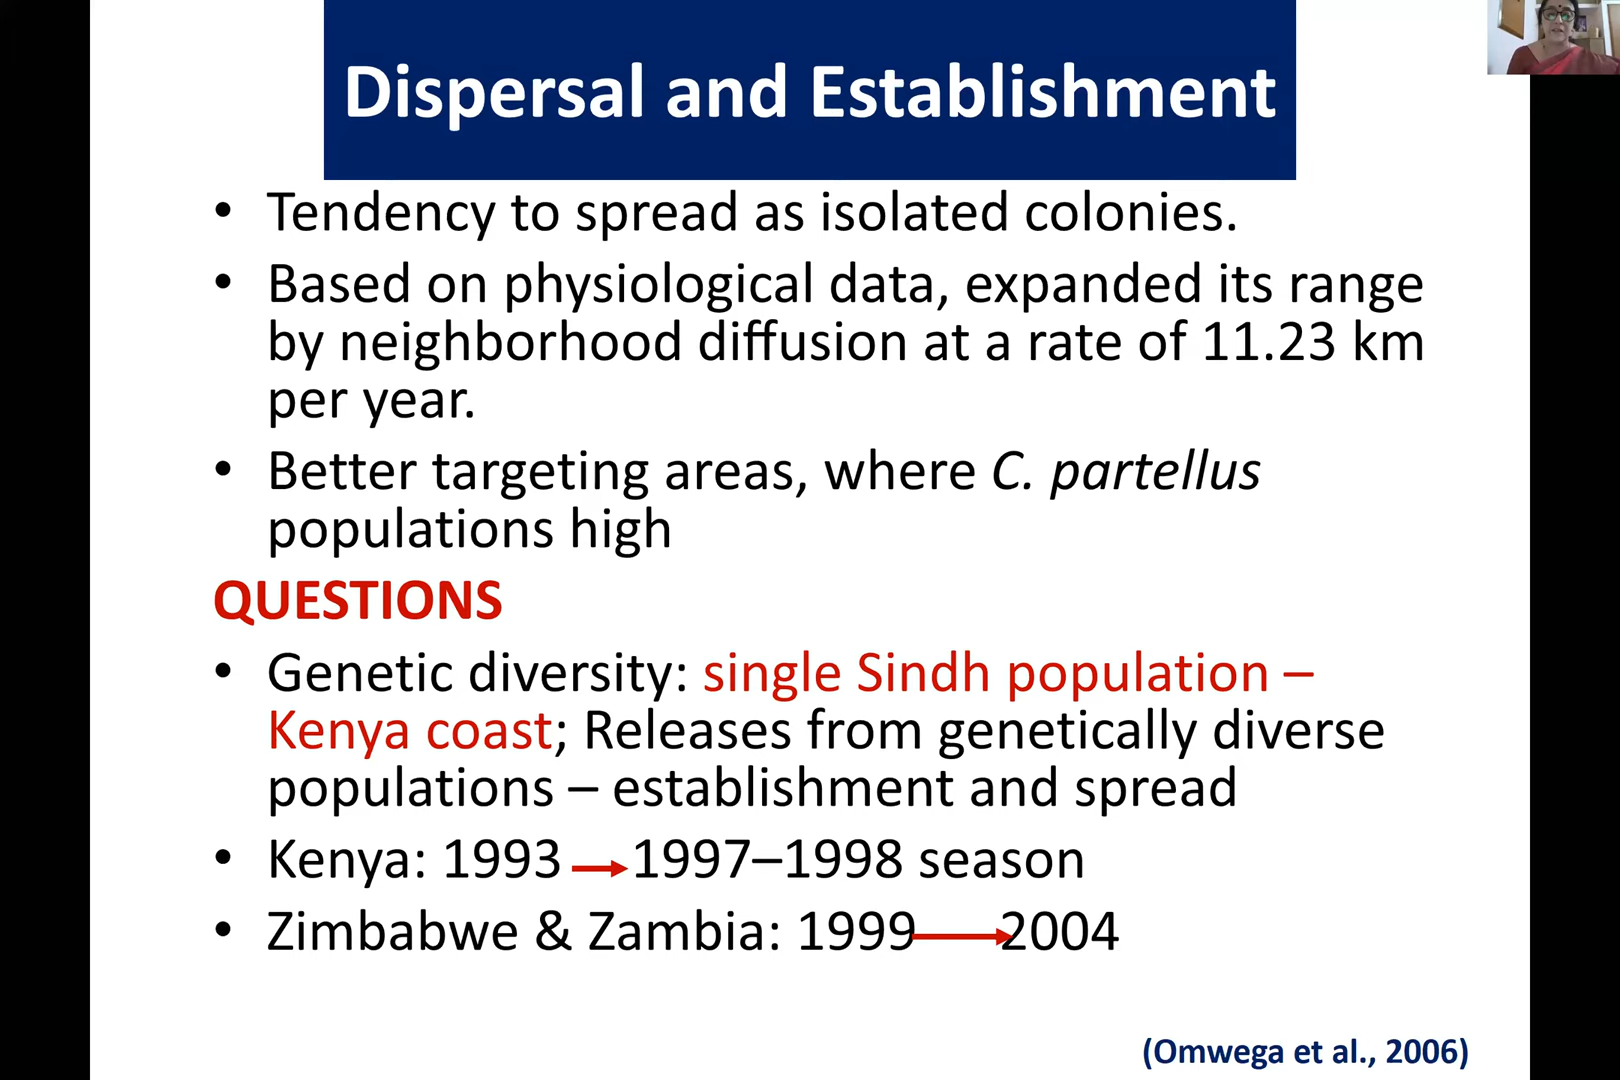 Dispersal and Establishment
• Tendency to spread as isolated colonies.
• Based on physiological data, expanded its range
by neighborhood diffusion at a rate of 11.23 km
per year.
• Better targeting areas, where C. partellus
populations high
QUESTIONS
• Genetic diversity: single Sindh population –
Kenya coast; Releases from genetically diverse
populations – establishment and spread
• Kenya: 1993 → 1997–1998 season
• Zimbabwe & Zambia: 1999 → 2004
(Omwega et al., 2006)